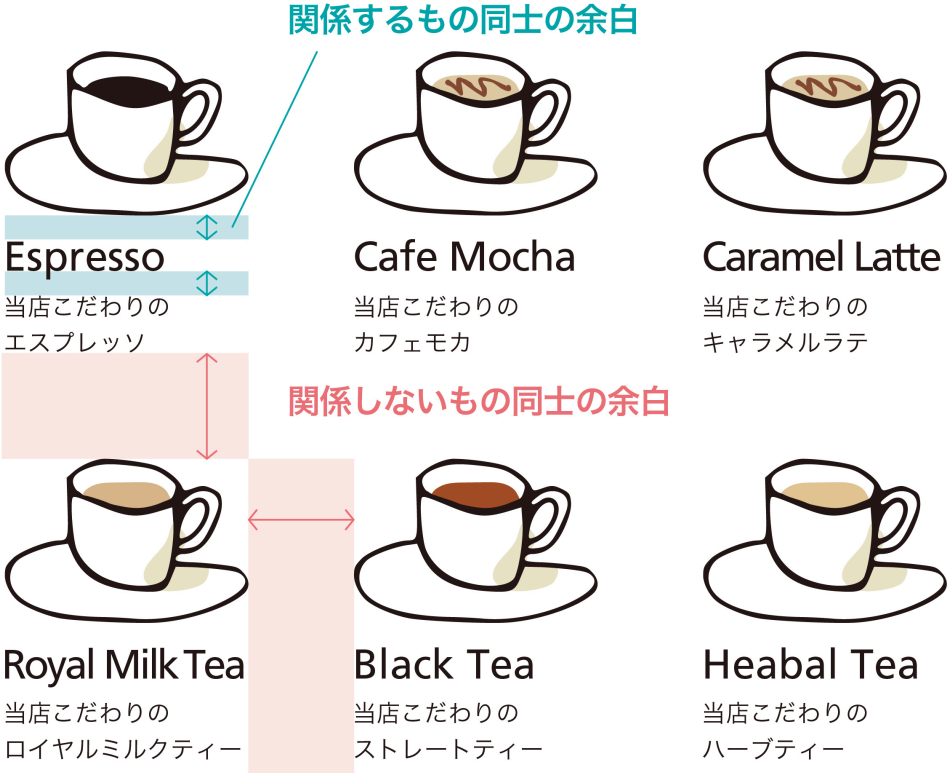 関係するもの同士の余白
Espresso
当店こだわりの
エスプレッソ
Cafe Mocha
当店こだわりの
カフェモカ
Caramel Latte
当店こだわりの
キャラメルラテ
関係しないもの同士の余白
Royal Milk Tea
当店こだわりの
ロイヤルミルクティー
Black Tea
当店こだわりの
ストレートティー
Heabal Tea
当店こだわりの
ハーブティー